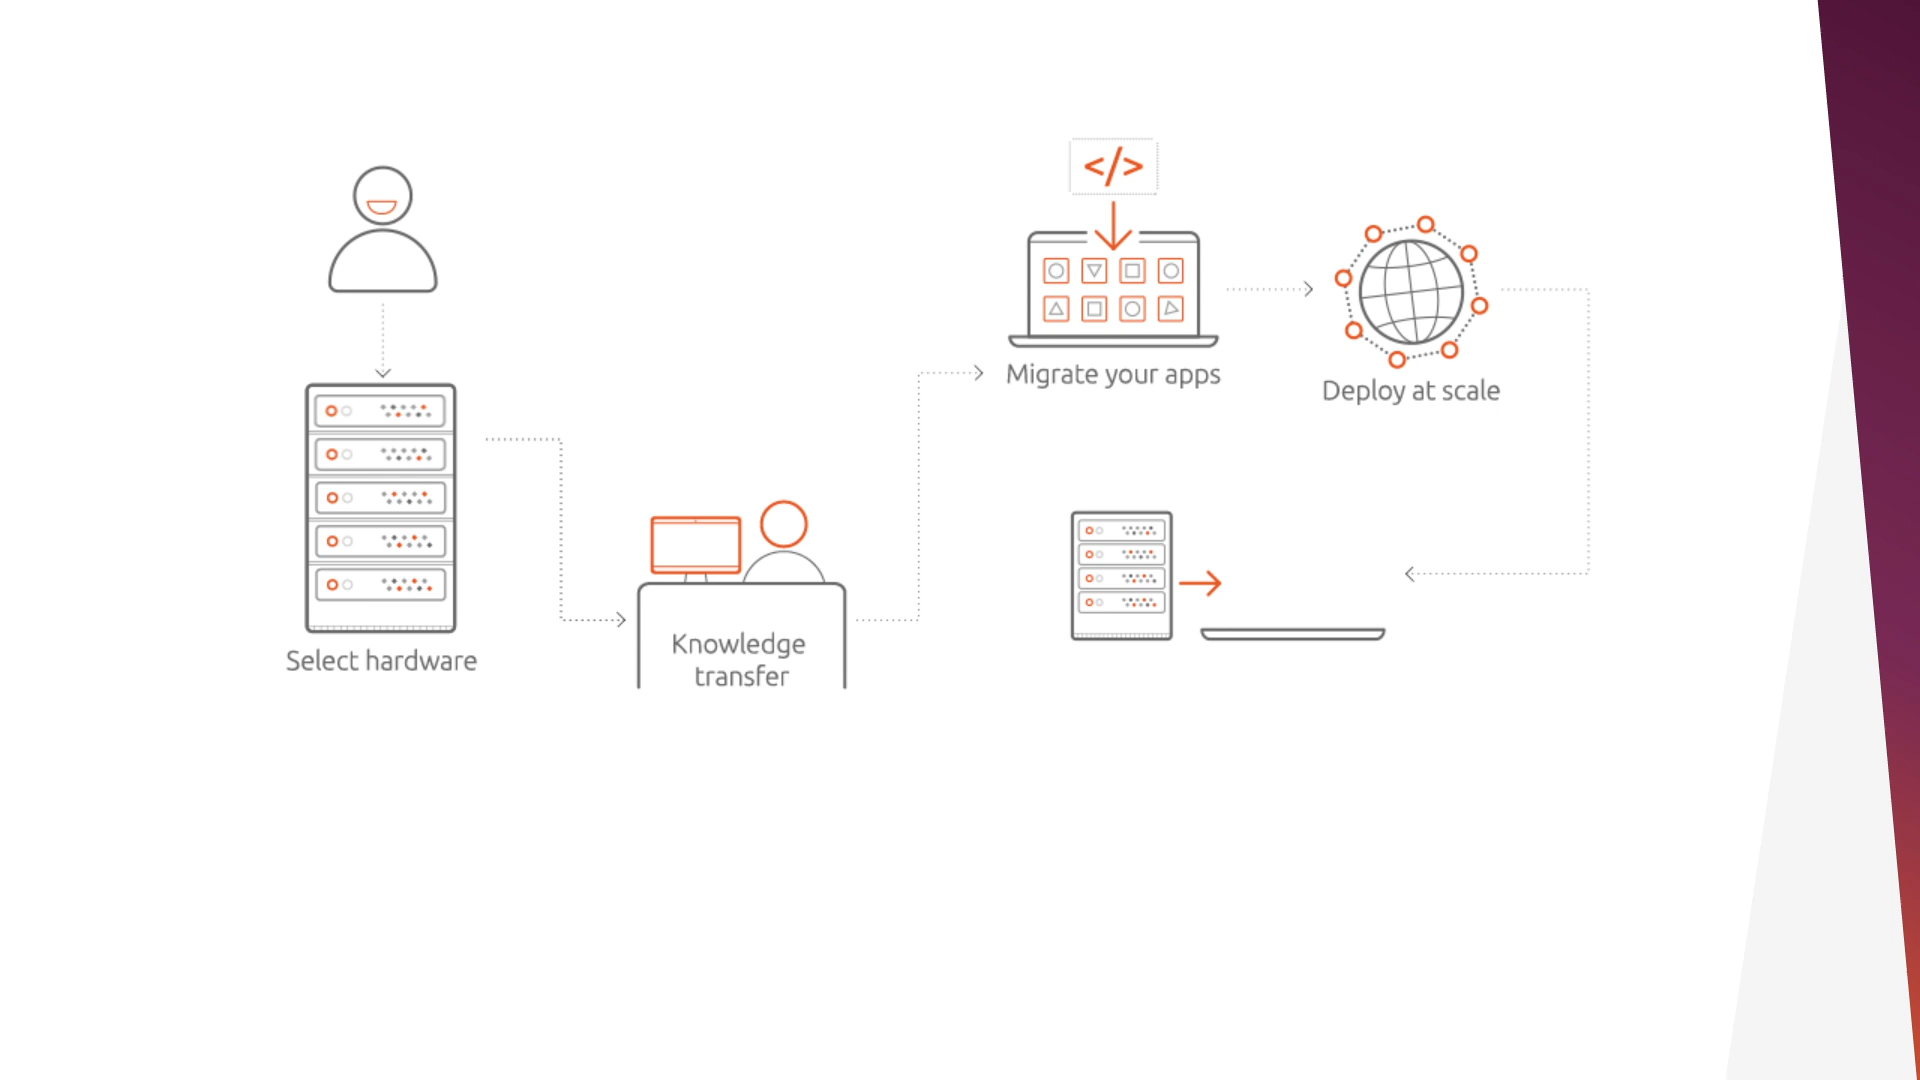 Select hardware
Knowledge
transfer
</>
Migrate your apps
Deploy at scale